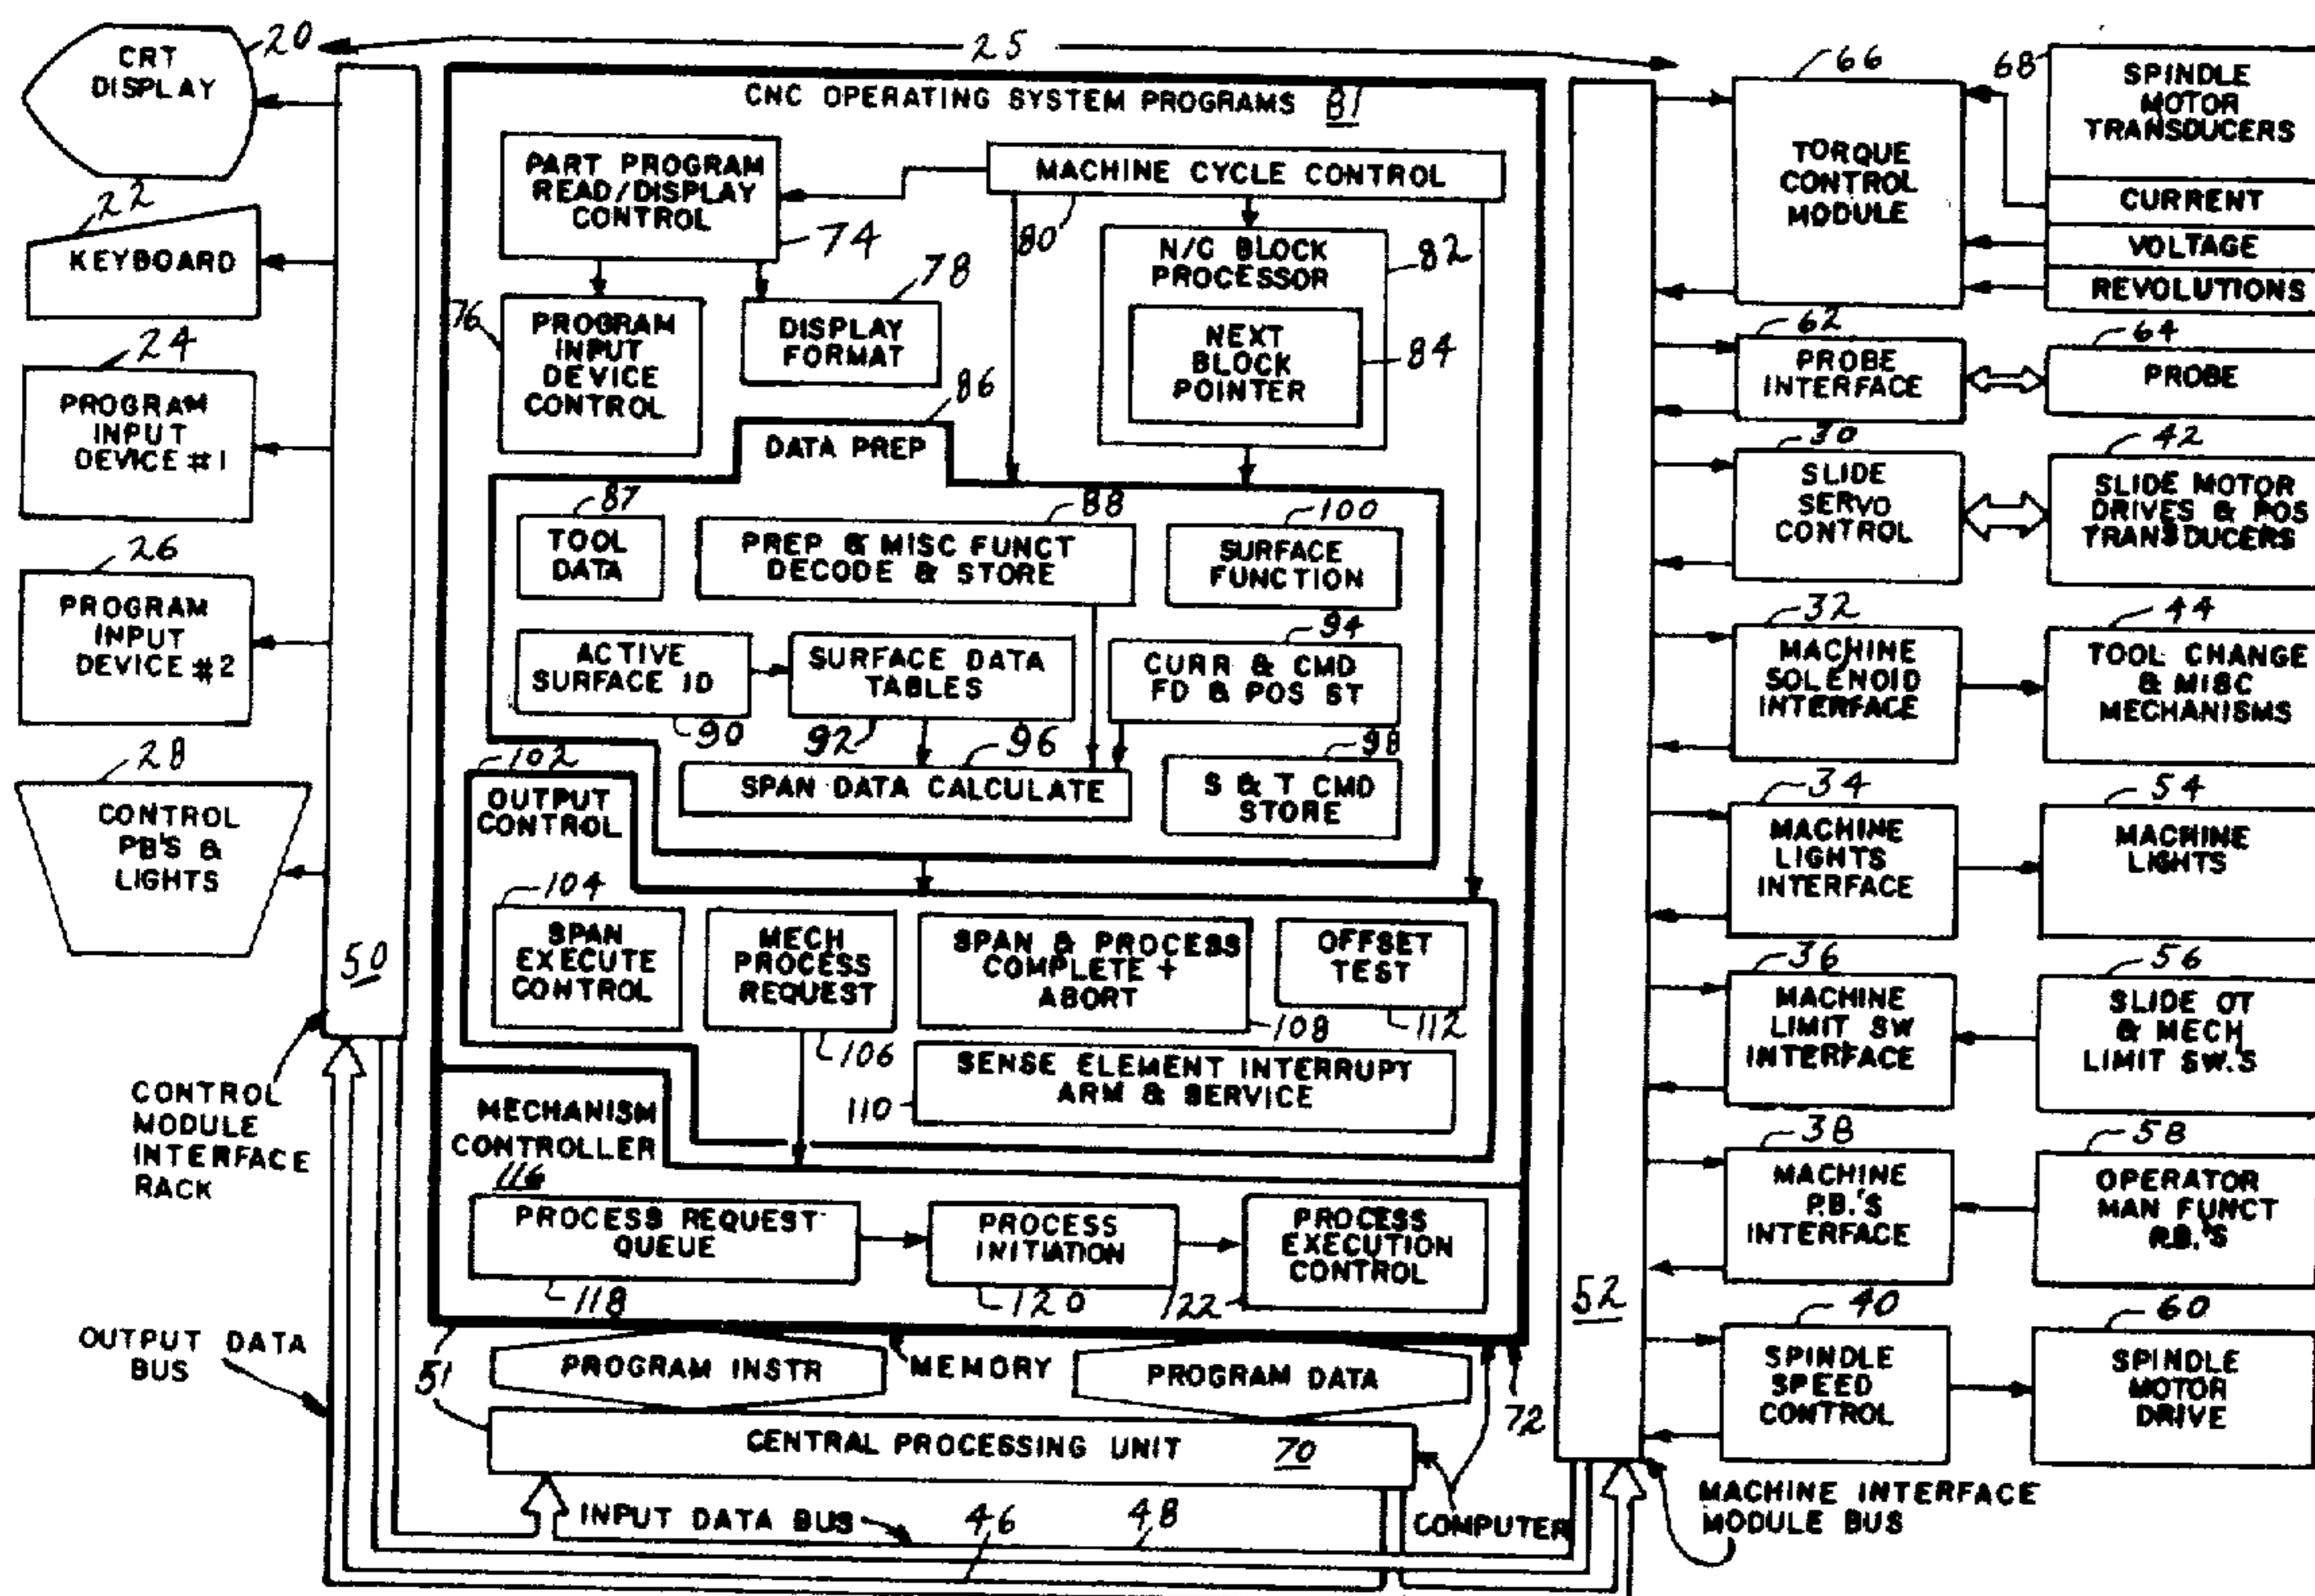 20
CRT
DISPLAY
22
KEYBOARD
24
PROGRAM
INPUT
DEVICE #1
26
PROGRAM
INPUT
DEVICE #2
28
CONTROL
PB'S &
LIGHTS
50
CONTROL
MODULE
INTERFACE
RACK
OUTPUT DATA
BUS
25
CNC OPERATING SYSTEM PROGRAMS 81
PART PROGRAM
READ/DISPLAY
CONTROL
74
MACHINE CYCLE CONTROL
80
76
PROGRAM
INPUT
DEVICE
CONTROL
78
DISPLAY
FORMAT
N/C BLOCK
PROCESSOR
82
NEXT
BLOCK
POINTER
84
86
DATA PREP
87
TOOL
DATA
88
PREP & MISC FUNCT
DECODE & STORE
100
SURFACE
FUNCTION
ACTIVE
SURFACE ID
90
SURFACE DATA
TABLES
92
94
CURR & CMD
FD & POS ST
96
SPAN DATA CALCULATE
98
S & T CMD
STORE
102
OUTPUT
CONTROL
104
SPAN
EXECUTE
CONTROL
MECH
PROCESS
REQUEST
106
SPAN & PROCESS
COMPLETE +
ABORT
108
OFFSET
TEST
112
SENSE ELEMENT INTERRUPT
ARM & SERVICE
110
MECHANISM
CONTROLLER
116
PROCESS REQUEST
QUEUE
118
PROCESS
INITIATION
120
PROCESS
EXECUTION
CONTROL
122
51
PROGRAM INSTR
MEMORY
PROGRAM DATA
72
CENTRAL PROCESSING UNIT 70
INPUT DATA BUS
46
48
COMPUTER
52
MACHINE INTERFACE
MODULE BUS
66
TORQUE
CONTROL
MODULE
68
SPINDLE
MOTOR
TRANSDUCERS
CURRENT
VOLTAGE
REVOLUTIONS
62
PROBE
INTERFACE
64
PROBE
30
SLIDE
SERVO
CONTROL
42
SLIDE MOTOR
DRIVES & POS
TRANSDUCERS
32
MACHINE
SOLENOID
INTERFACE
44
TOOL CHANGE
& MISC
MECHANISMS
34
MACHINE
LIGHTS
INTERFACE
54
MACHINE
LIGHTS
36
MACHINE
LIMIT SW
INTERFACE
56
SLIDE OT
& MECH
LIMIT SW.'S
38
MACHINE
P.B.'S
INTERFACE
58
OPERATOR
MAN FUNCT
P.B.'S
40
SPINDLE
SPEED
CONTROL
60
SPINDLE
MOTOR
DRIVE